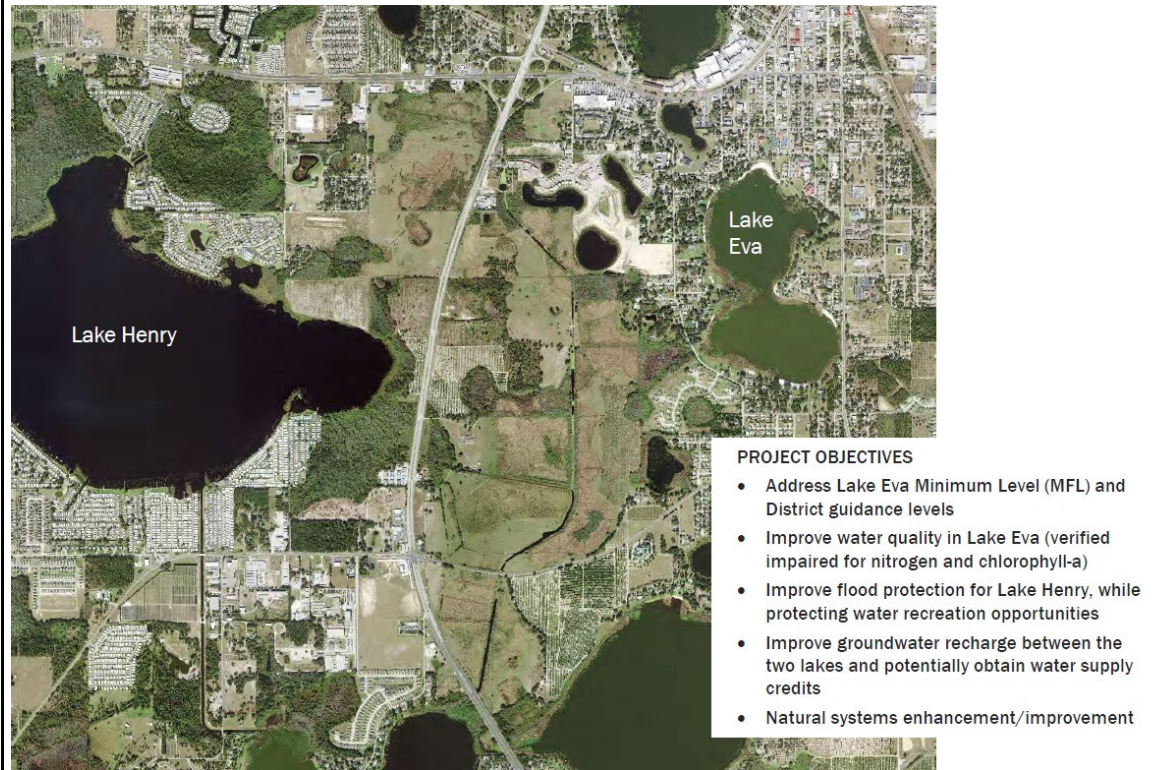 Lake
Eva
Lake Henry
PROJECT OBJECTIVES
• Address Lake Eva Minimum Level (MFL) and
District guidance levels
• Improve water quality in Lake Eva (verified
impaired for nitrogen and chlorophyll-a)
• Improve flood protection for Lake Henry, while
protecting water recreation opportunities
• Improve groundwater recharge between the
two lakes and potentially obtain water supply
credits
• Natural systems enhancement/improvement